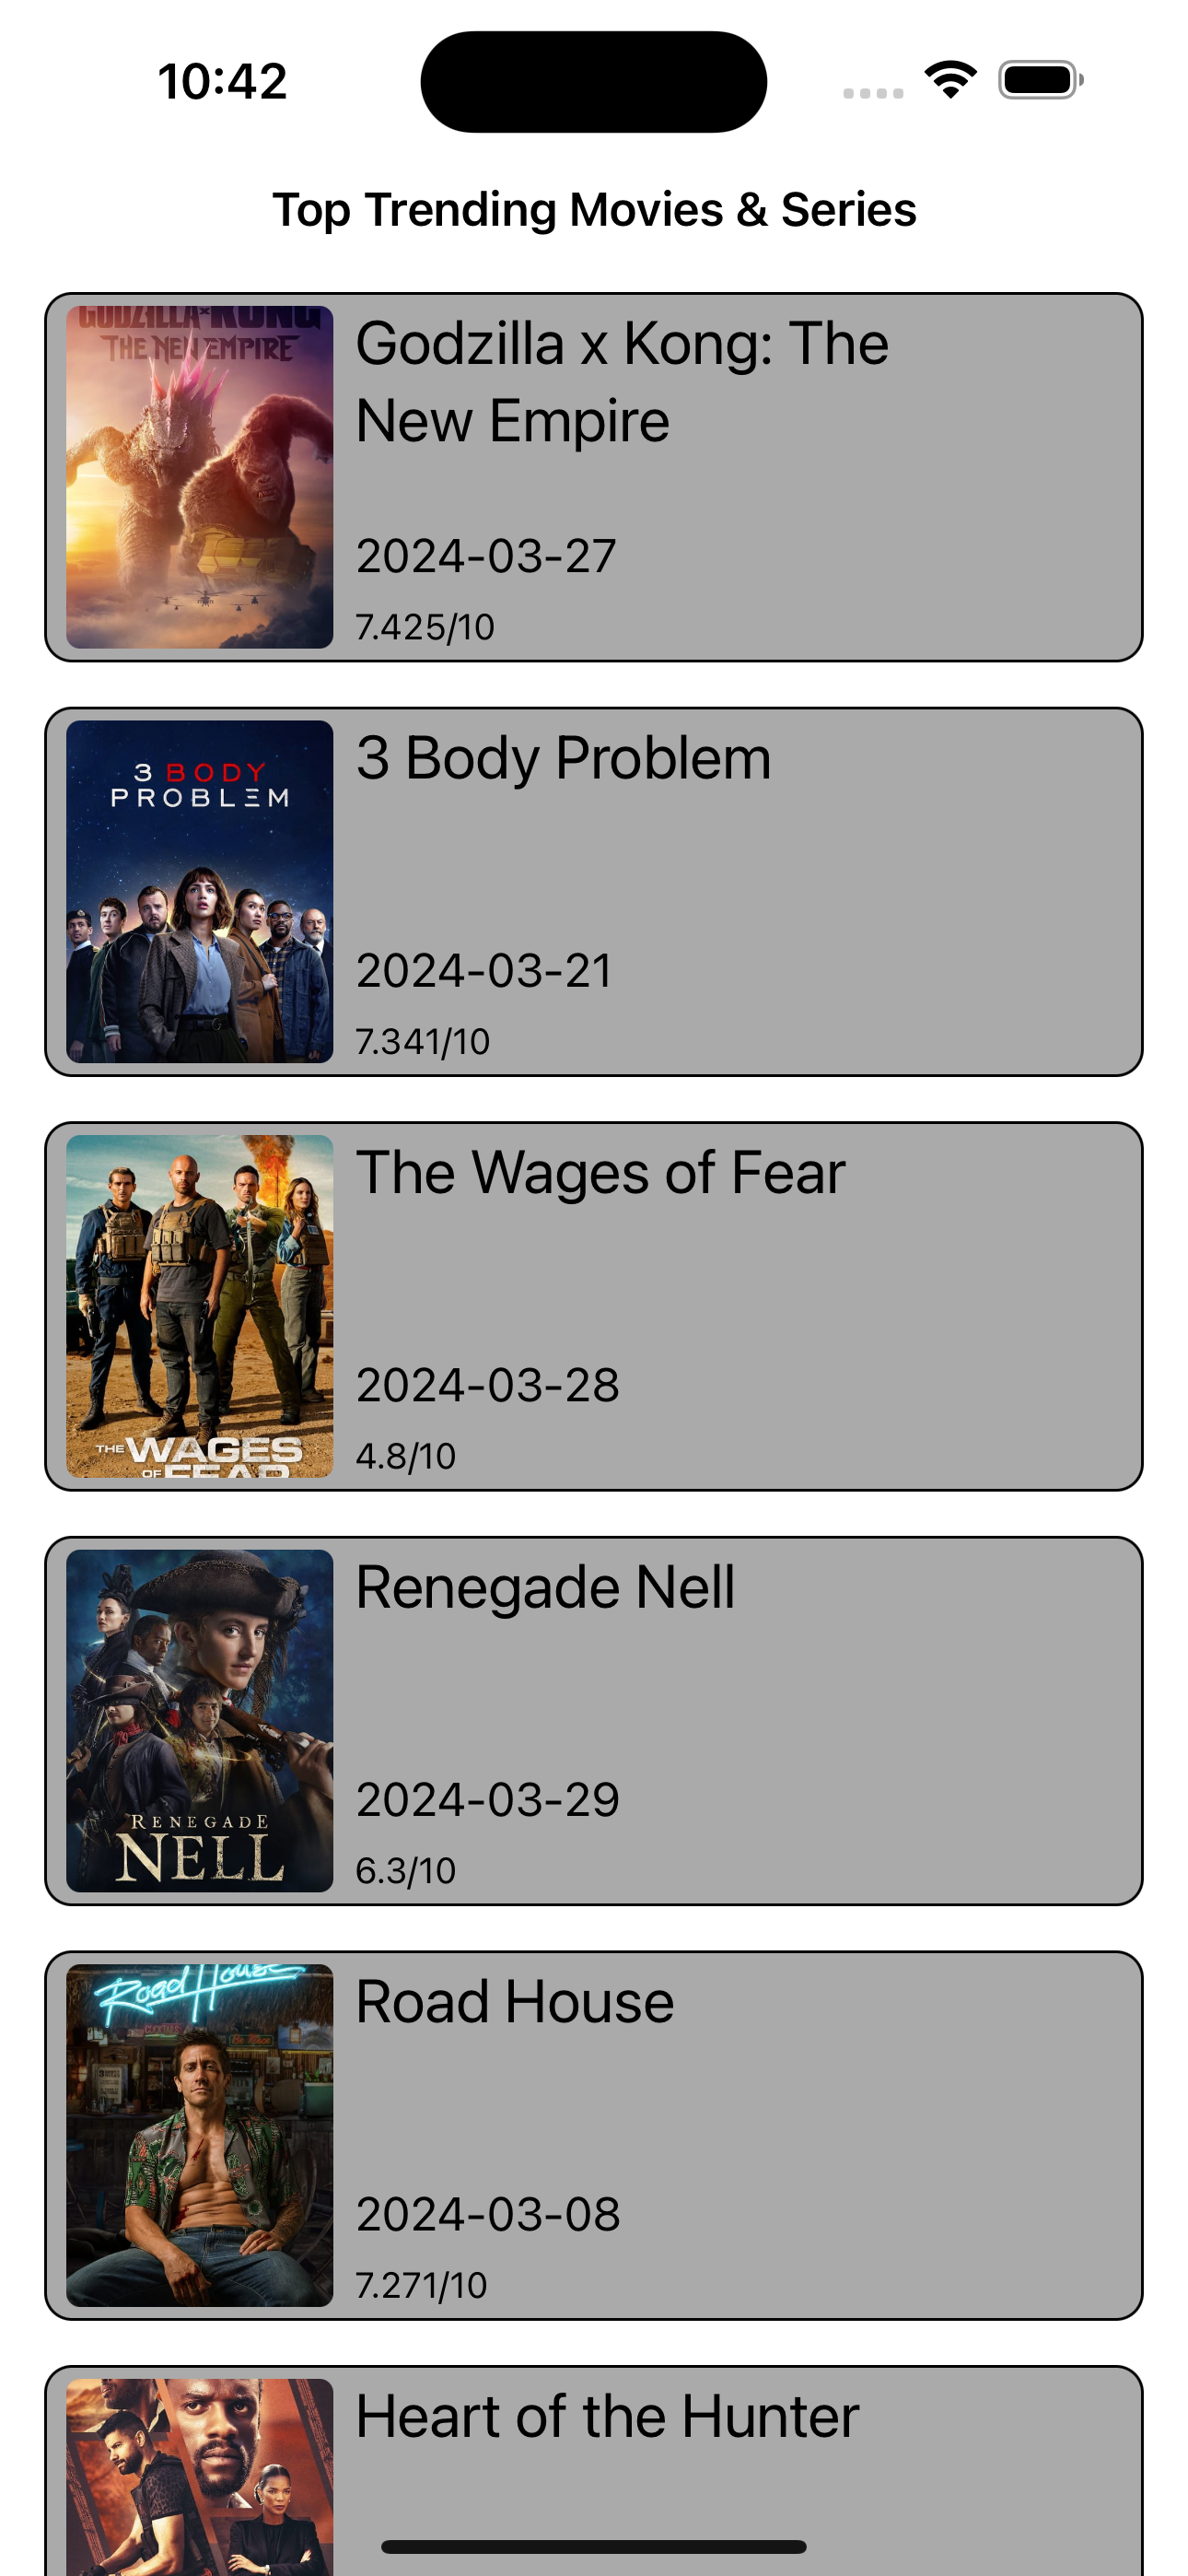 10:42
Top Trending Movies & Series
GODZILLA x KONG
THE NEW EMPIRE
Godzilla x Kong: The
New Empire
2024-03-27
7.425/10
3 BODY
PROBLEM
3 Body Problem
2024-03-21
7.341/10
THE WAGES
OF FEAR
The Wages of Fear
2024-03-28
4.8/10
RENEGADE
NELL
Renegade Nell
2024-03-29
6.3/10
Road House
Road House
2024-03-08
7.271/10
Heart of the Hunter